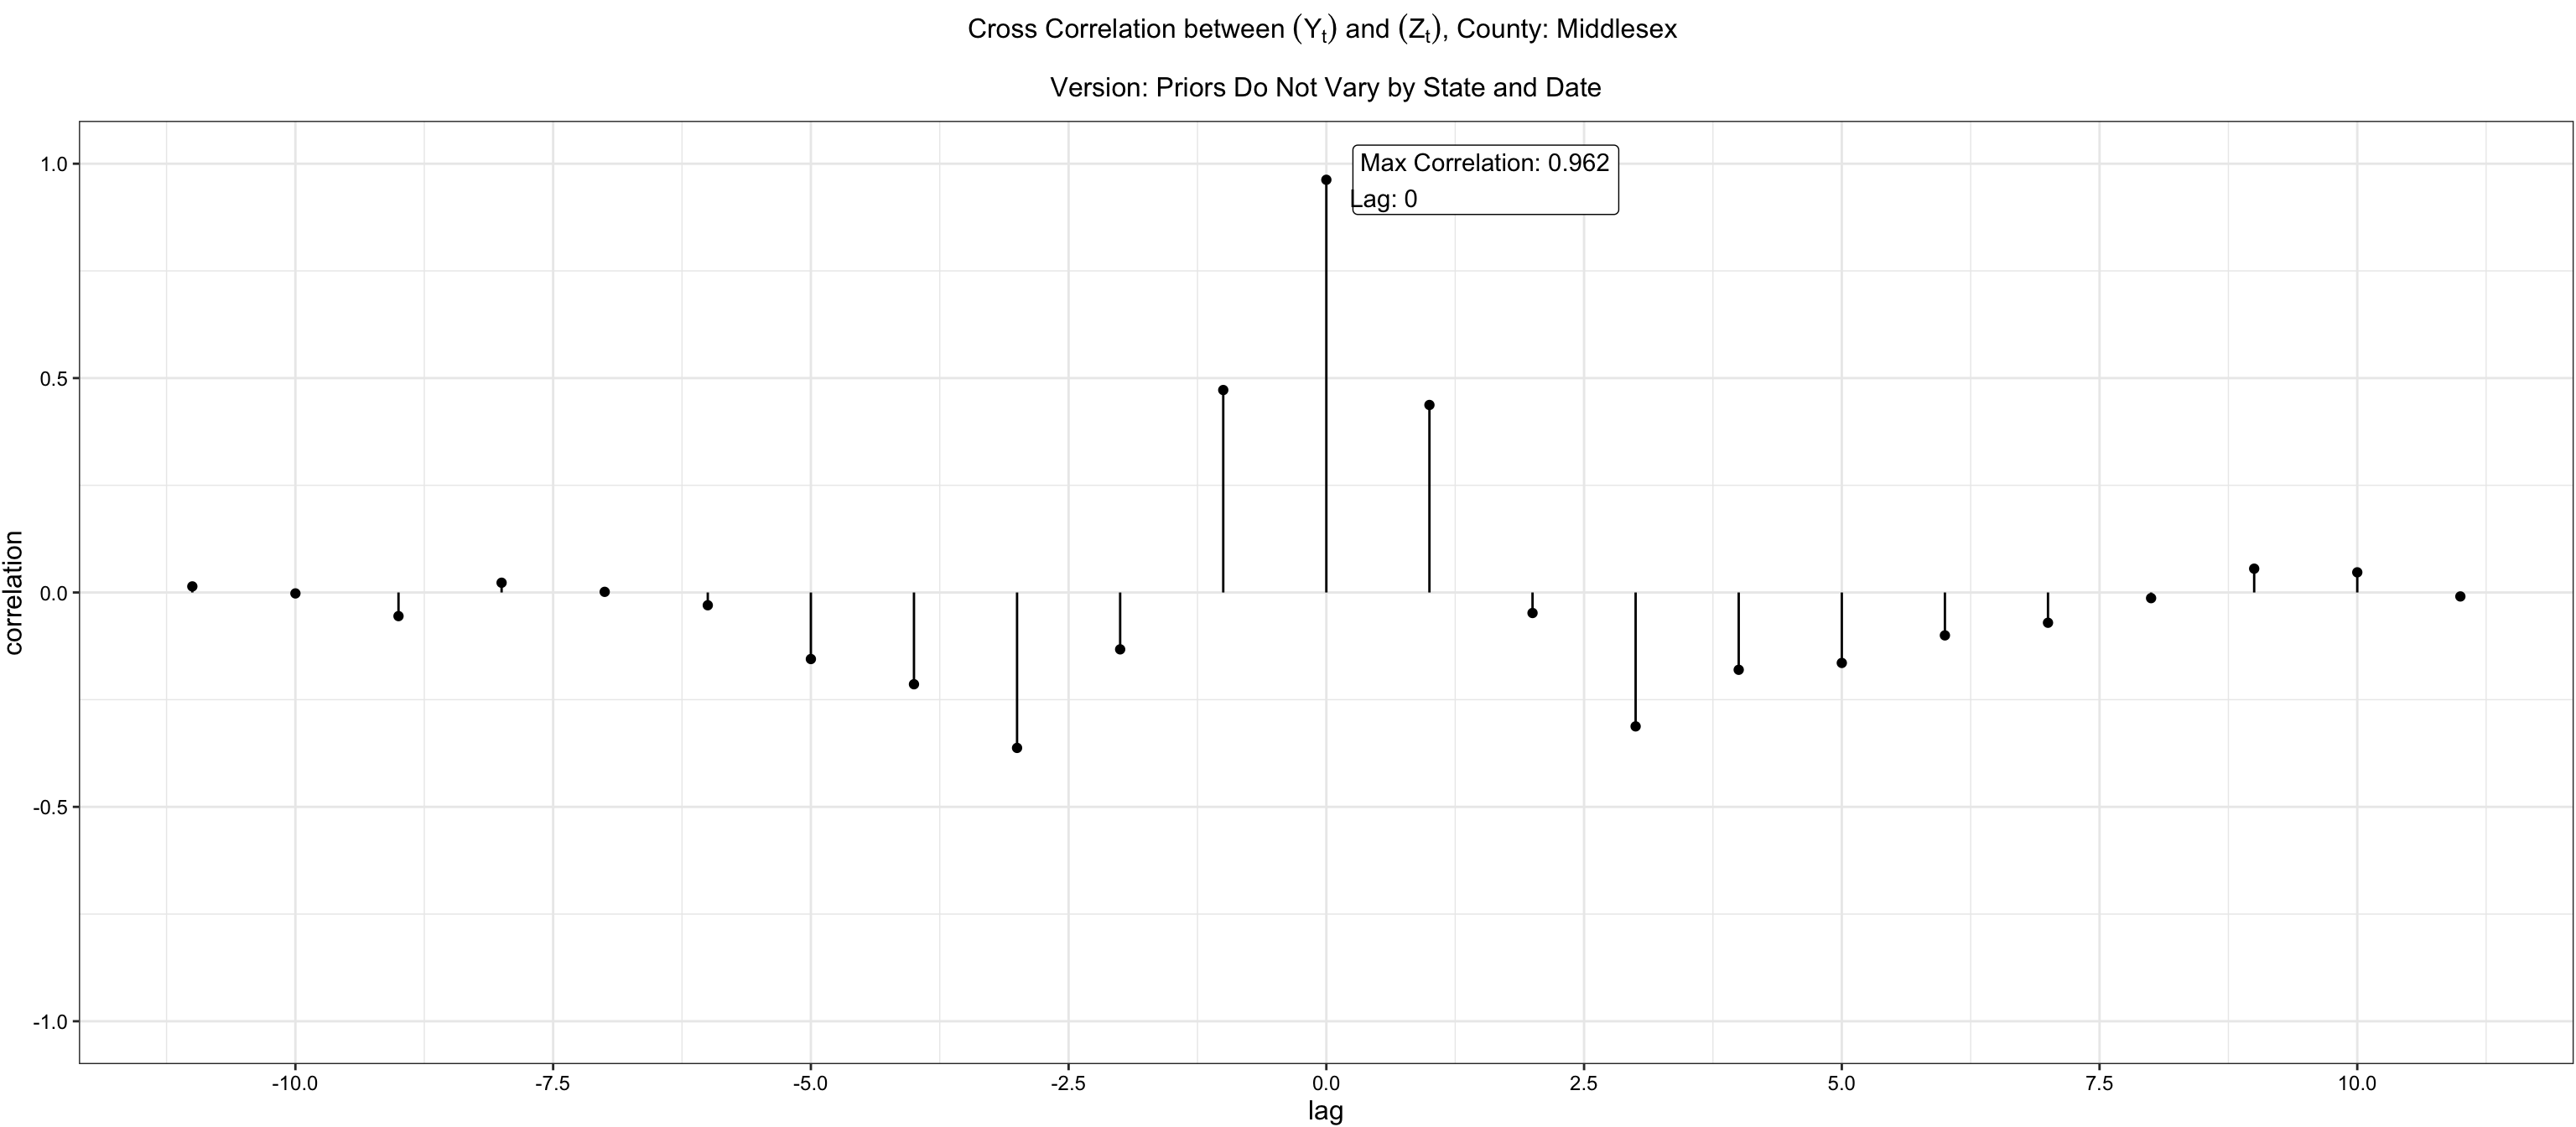 Cross Correlation between (Yt) and (Zt), County: Middlesex
Version: Priors Do Not Vary by State and Date
Max Correlation: 0.962
Lag: 0
1.0
0.5
0.0
-0.5
-1.0
correlation
-10.0 -7.5 -5.0 -2.5 0.0 2.5 5.0 7.5 10.0
lag